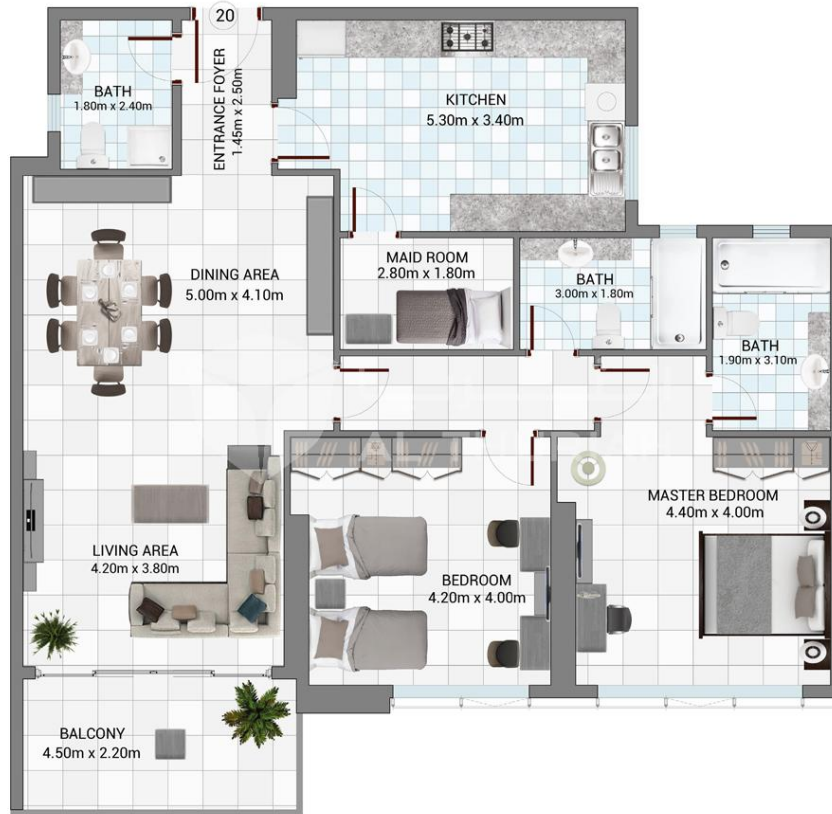 20
BATH
1.80m x 2.40m
ENTRANCE FOYER
1.45m x 2.50m
KITCHEN
5.30m x 3.40m
DINING AREA
5.00m x 4.10m
MAID ROOM
2.80m x 1.80m
BATH
3.00m x 1.80m
BATH
1.90m x 3.10m
LIVING AREA
4.20m x 3.80m
BEDROOM
4.20m x 4.00m
MASTER BEDROOM
4.40m x 4.00m
BALCONY
4.50m x 2.20m